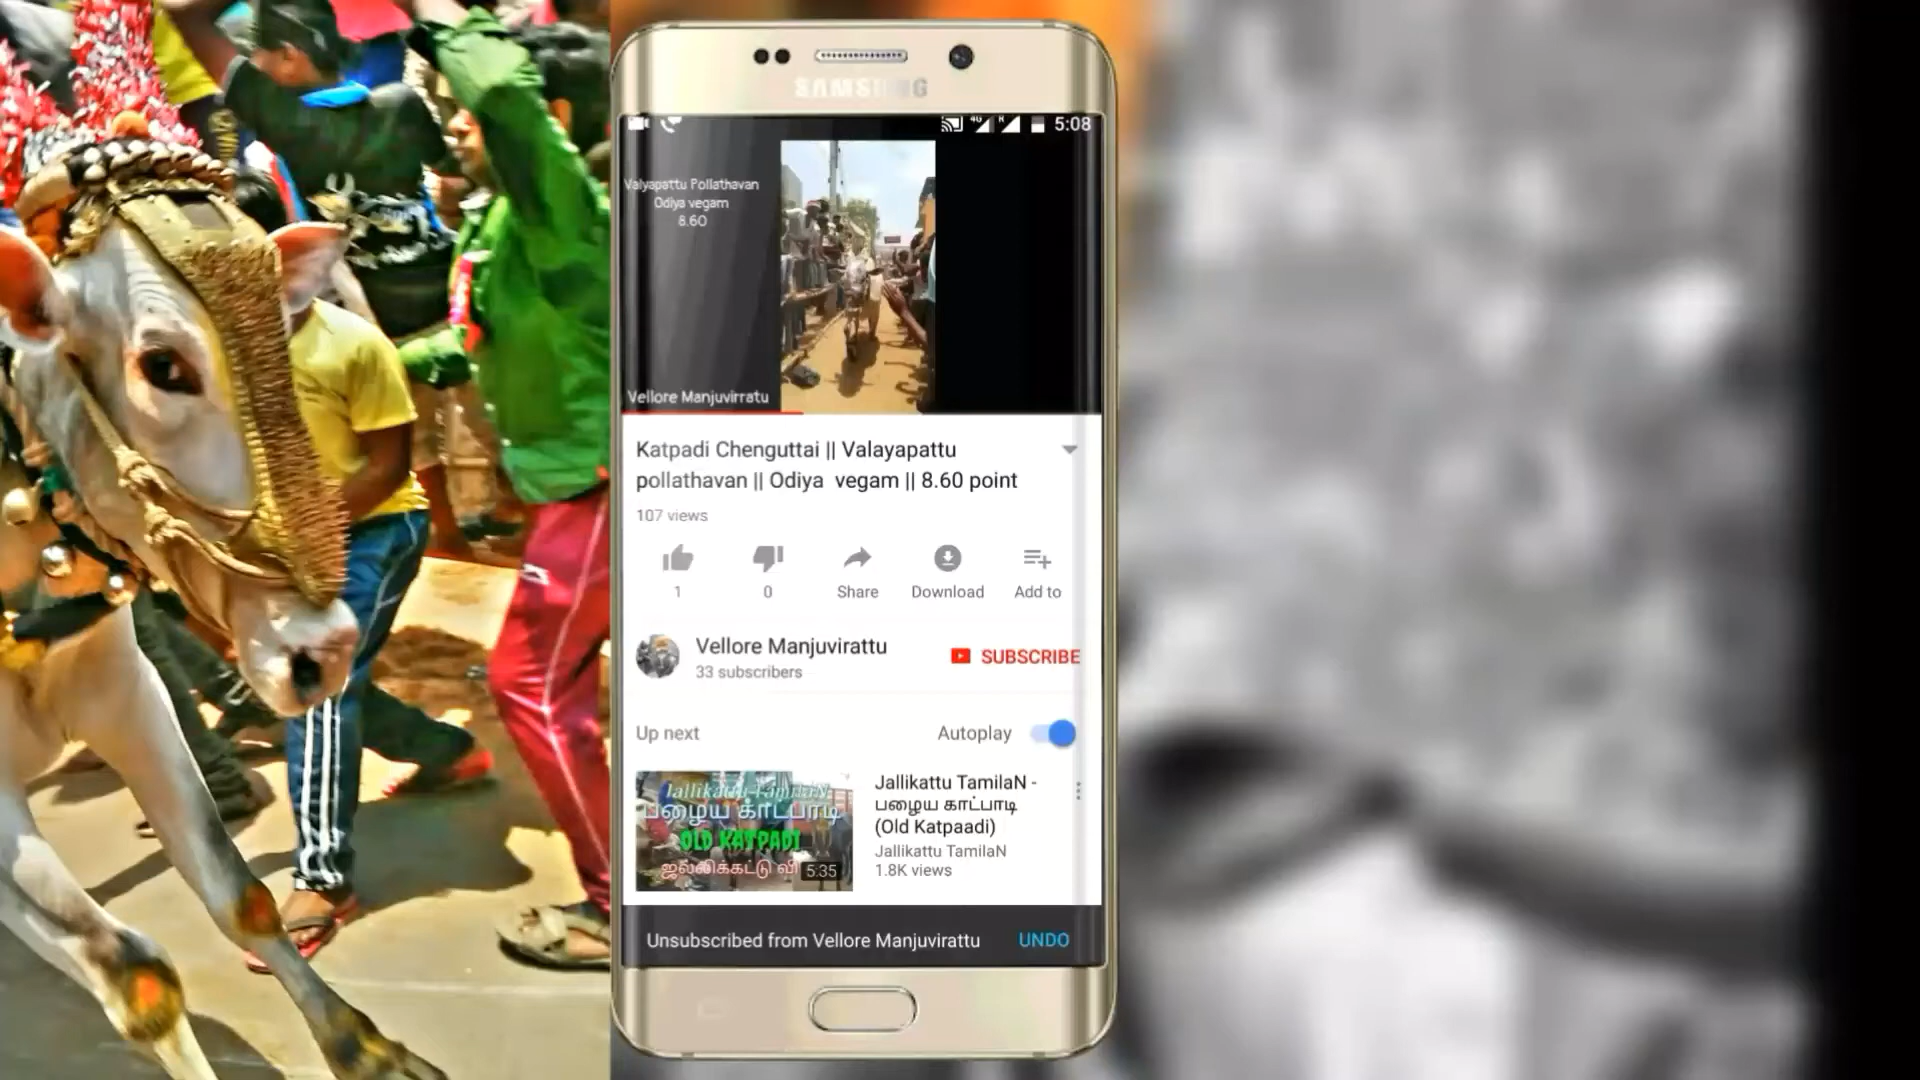 SAMSUNG
4G R 5:08
Valyapattu Pollathavan
Odiya vegam
8.60
Vellore Manjuvirratu
Katpadi Chenguttai || Valayapattu
pollathavan || Odiya vegam || 8.60 point
107 views
1 0 Share Download Add to
Vellore Manjuvirattu
SUBSCRIBE
33 subscribers
Up next
Autoplay
Jallikattu TamilaN
பழைய காட்பாடி
OLD KATPADI
ஜல்லிக்கட்டு வி
5:35
Jallikattu TamilaN -
பழைய காட்பாடி
(Old Katpaadi)
Jallikattu TamilaN
1.8K views
Unsubscribed from Vellore Manjuvirattu
UNDO